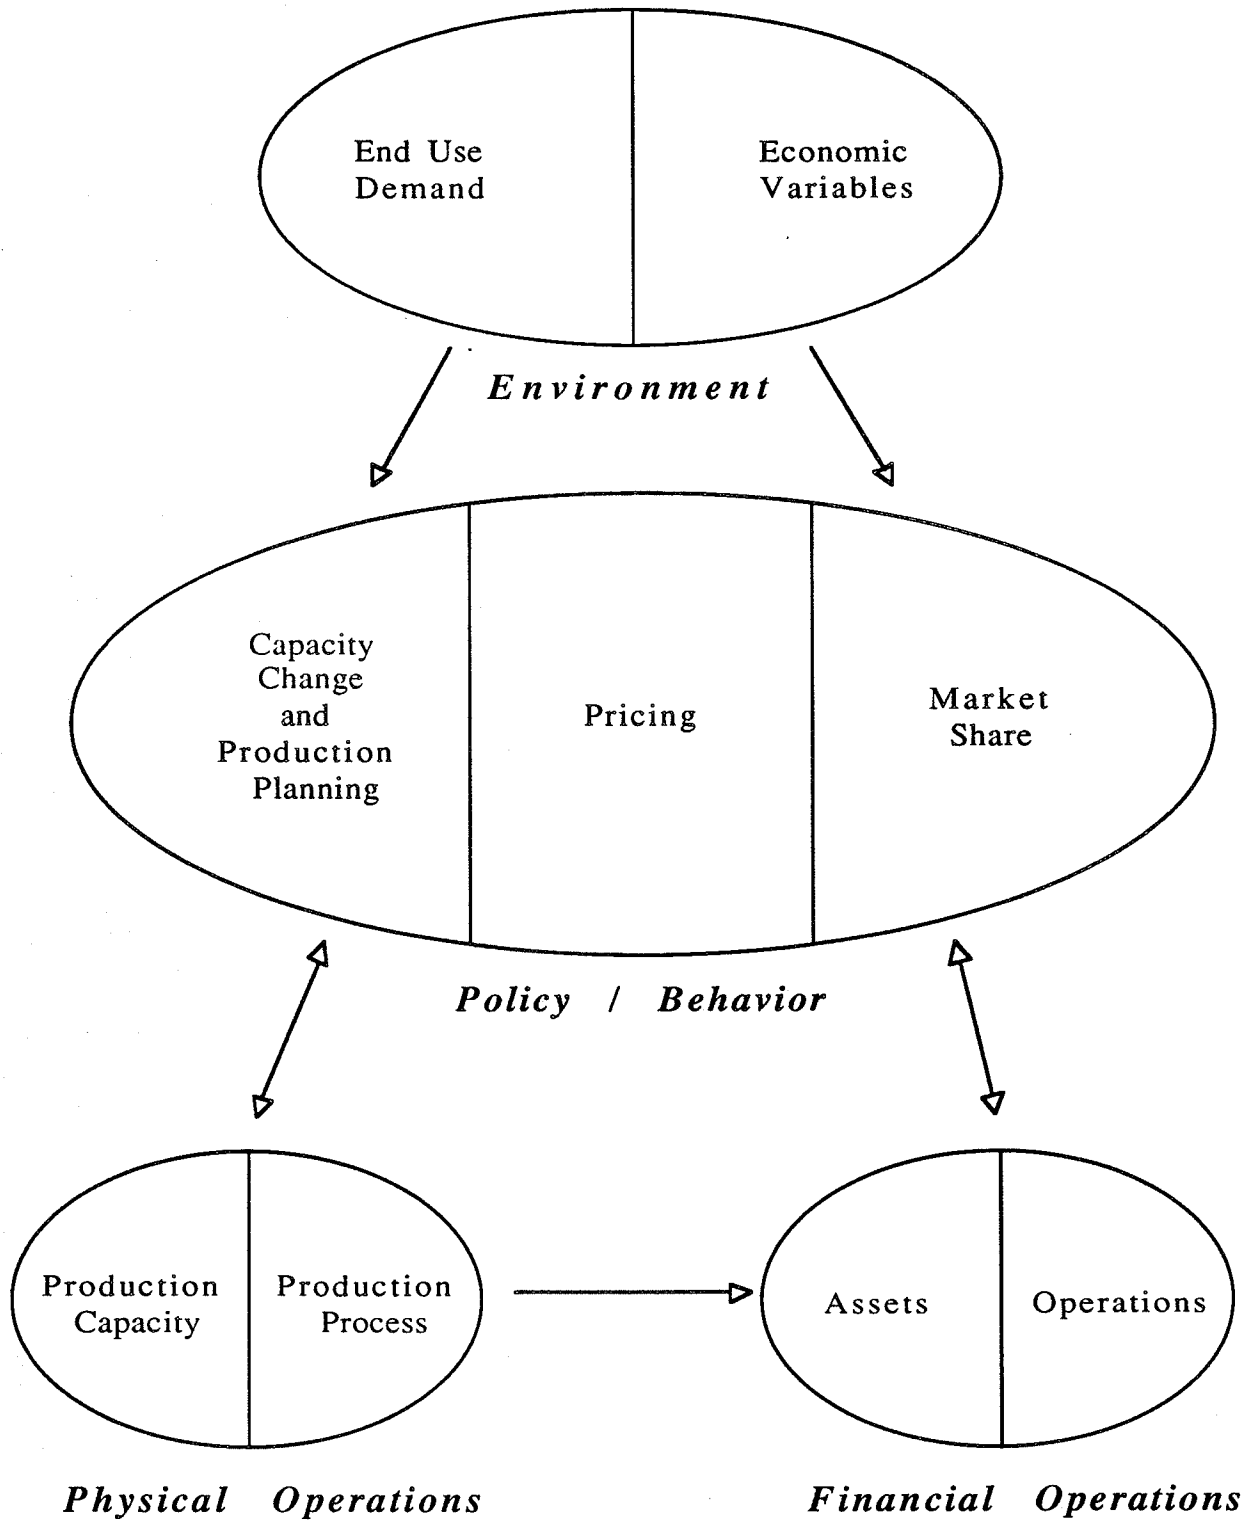 End Use
Demand
Economic
Variables
Environment
Capacity
Change
and
Production
Planning
Pricing
Market
Share
Policy / Behavior
Production
Capacity
Production
Process
Assets
Operations
Physical Operations
Financial Operations